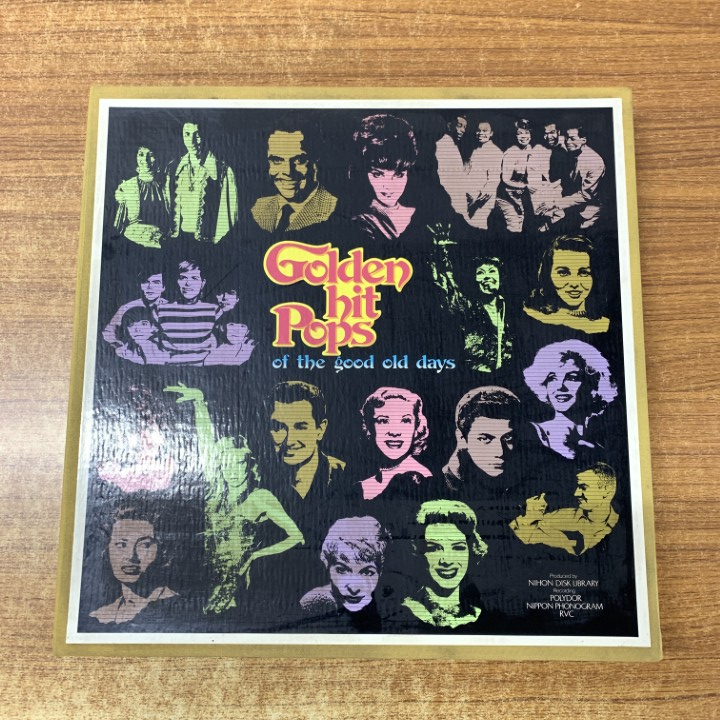 Golden
hit
Pops
of the good old days
Produced by
NIHON DISK LIBRARY
Recording
POLYDOR
NIPPON PHONOGRAM
RVC